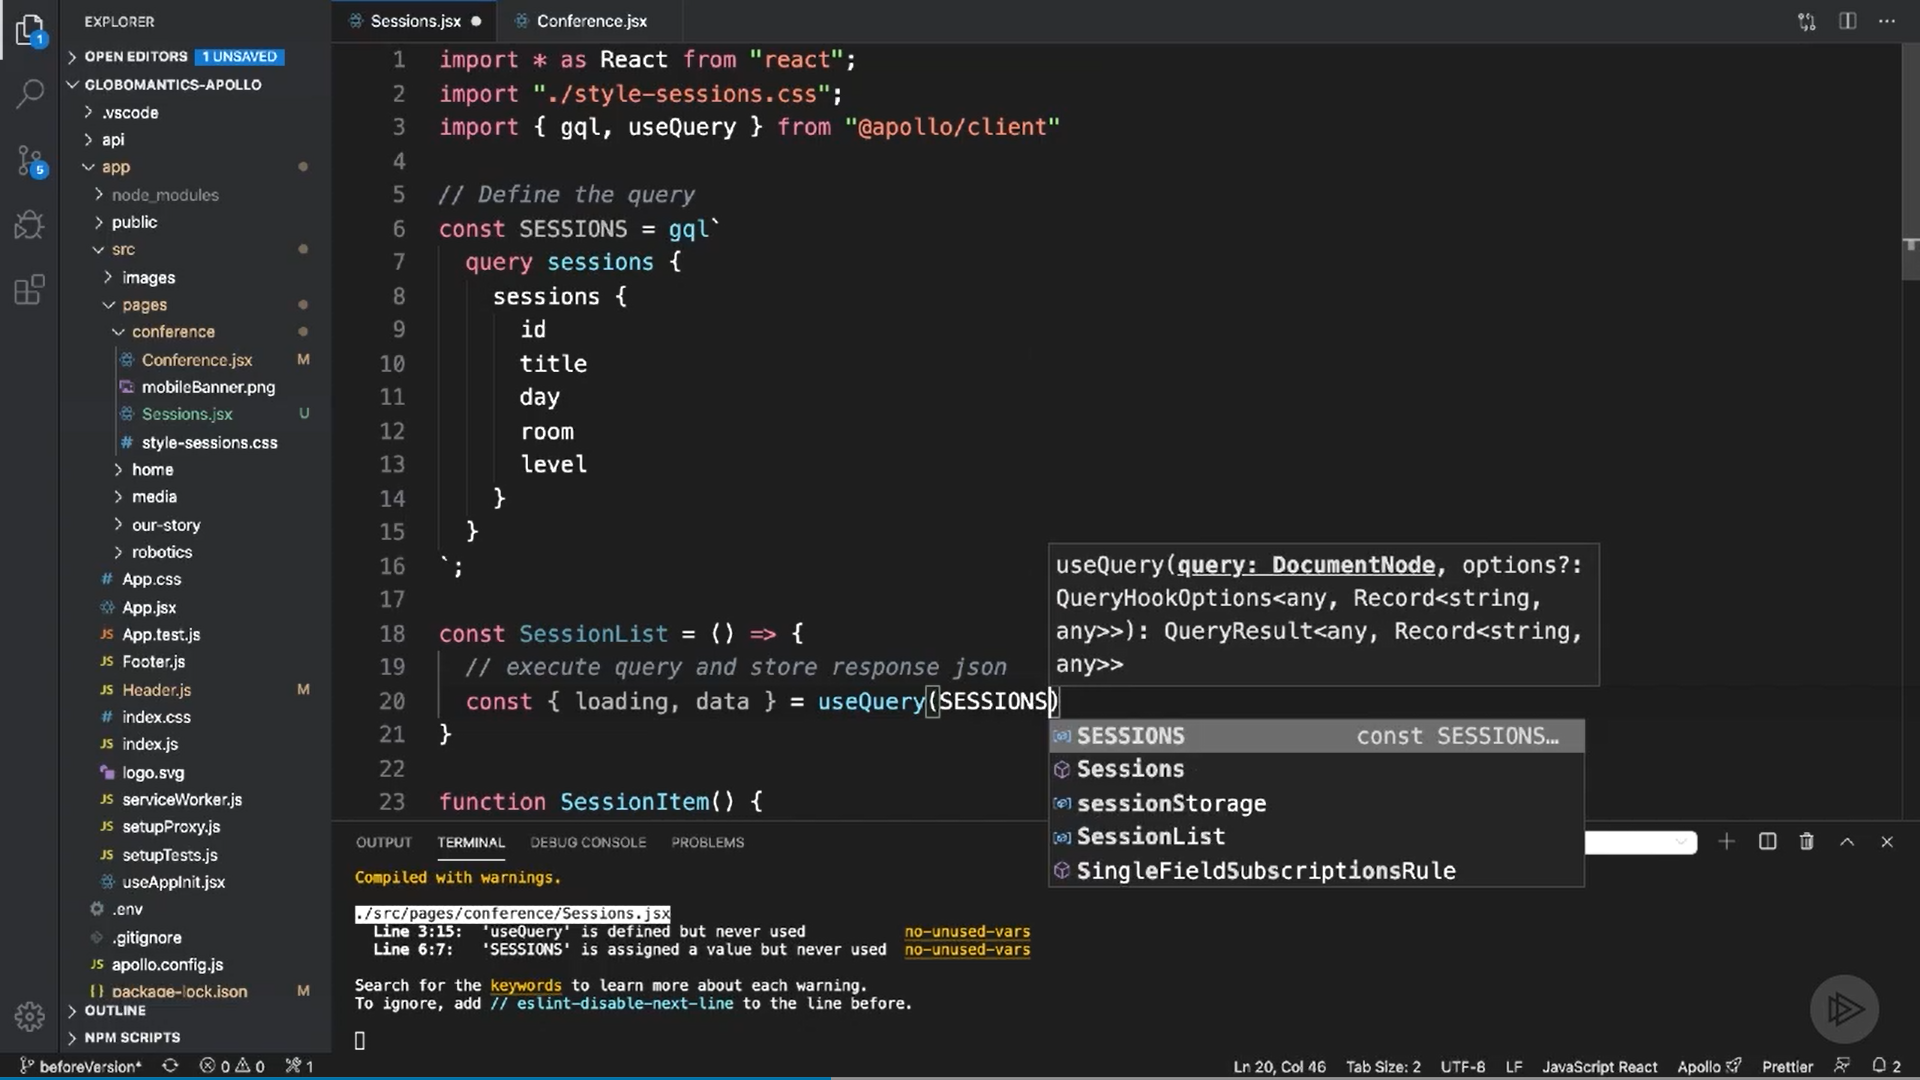 EXPLORER
OPEN EDITORS 1 UNSAVED
GLOBOMANTICS-APOLLO
.vscode
api
app
node_modules
public
src
images
pages
conference
Conference.jsx M
mobileBanner.png
Sessions.jsx U
style-sessions.css
home
media
our-story
robotics
App.css
App.jsx
App.test.js
Footer.js
Header.js M
index.css
index.js
logo.svg
serviceWorker.js
setupProxy.js
setupTests.js
useAppInit.jsx
.env
.gitignore
apollo.config.js
package-lock.json M
OUTLINE
NPM SCRIPTS
1
5
Sessions.jsx
Conference.jsx
1 import * as React from "react";
2 import "./style-sessions.css";
3 import { gql, useQuery } from "@apollo/client"
4
5 // Define the query
6 const SESSIONS = gql`
7 query sessions {
8 sessions {
9 id
10 title
11 day
12 room
13 level
14 }
15 }
16 `;
17
18 const SessionList = () => {
19 // execute query and store response json
20 const { loading, data } = useQuery(SESSIONS)
21 }
22
23 function SessionItem() {
useQuery(query: DocumentNode, options?:
QueryHookOptions<any, Record<string,
any>>): QueryResult<any, Record<string,
any>>
SESSIONS const SESSIONS…
Sessions
sessionStorage
SessionList
SingleFieldSubscriptionsRule
OUTPUT TERMINAL DEBUG CONSOLE PROBLEMS
Compiled with warnings.
./src/pages/conference/Sessions.jsx
Line 3:15: 'useQuery' is defined but never used no-unused-vars
Line 6:7: 'SESSIONS' is assigned a value but never used no-unused-vars
Search for the keywords to learn more about each warning.
To ignore, add // eslint-disable-next-line to the line before.
beforeVersion* 0 0 1 Ln 20, Col 46 Tab Size: 2 UTF-8 LF JavaScript React Apollo Prettier 2